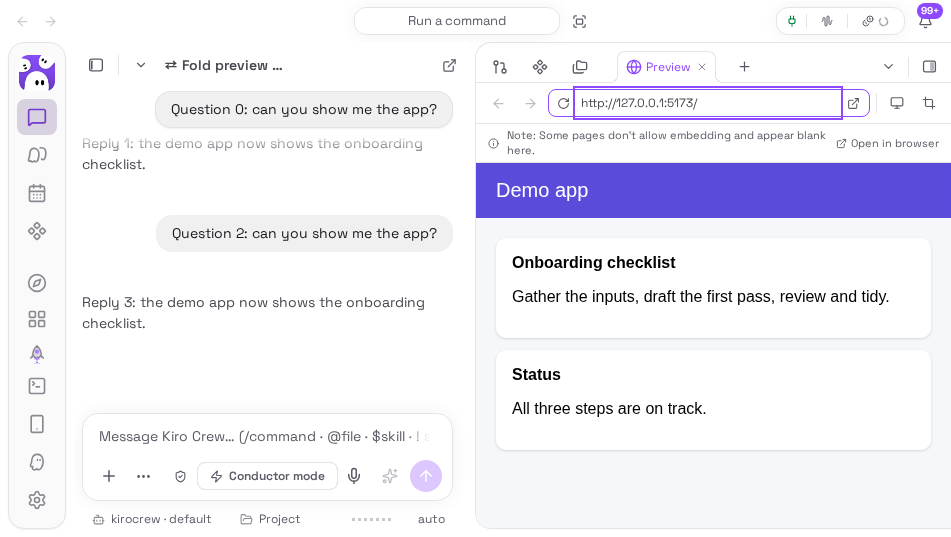 Run a command
99+
Fold preview ...
Question 0: can you show me the app?
Reply 1: the demo app now shows the onboarding
checklist.
Question 2: can you show me the app?
Reply 3: the demo app now shows the onboarding
checklist.
Message Kiro Crew... (/command · @file · $skill ·
Conductor mode
kirocrew · default
Project
auto
Preview
http://127.0.0.1:5173/
Note: Some pages don't allow embedding and appear blank
here.
Open in browser
Demo app
Onboarding checklist
Gather the inputs, draft the first pass, review and tidy.
Status
All three steps are on track.